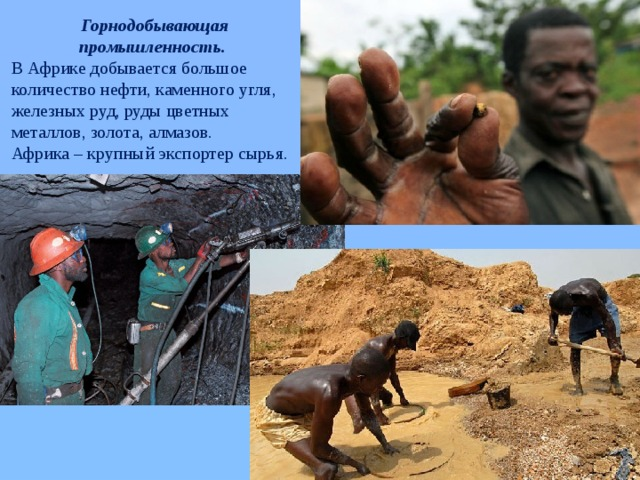 Горнодобывающая
промышленность.
В Африке добывается большое
количество нефти, каменного угля,
железных руд, руды цветных
металлов, золота, алмазов.
Африка – крупный экспортер сырья.